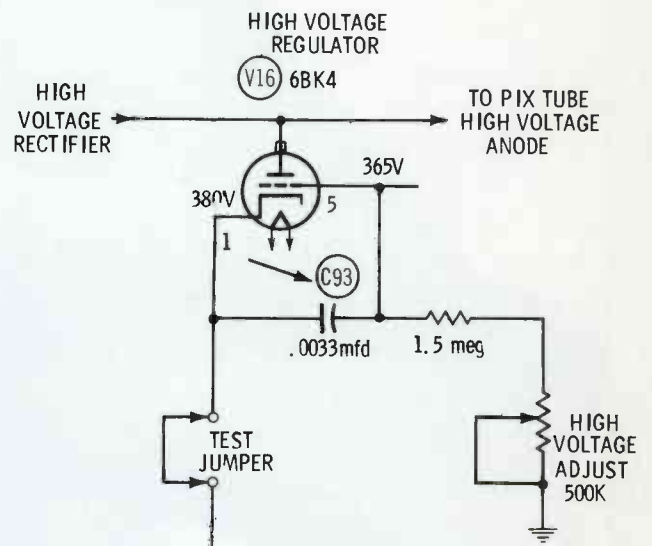 HIGH VOLTAGE
REGULATOR
V16 6BK4
HIGH
VOLTAGE
RECTIFIER
TO PIX TUBE
HIGH VOLTAGE
ANODE
365V
380V
5
1
C93
.0033mfd
1.5 meg
TEST
JUMPER
HIGH
VOLTAGE
ADJUST
500K